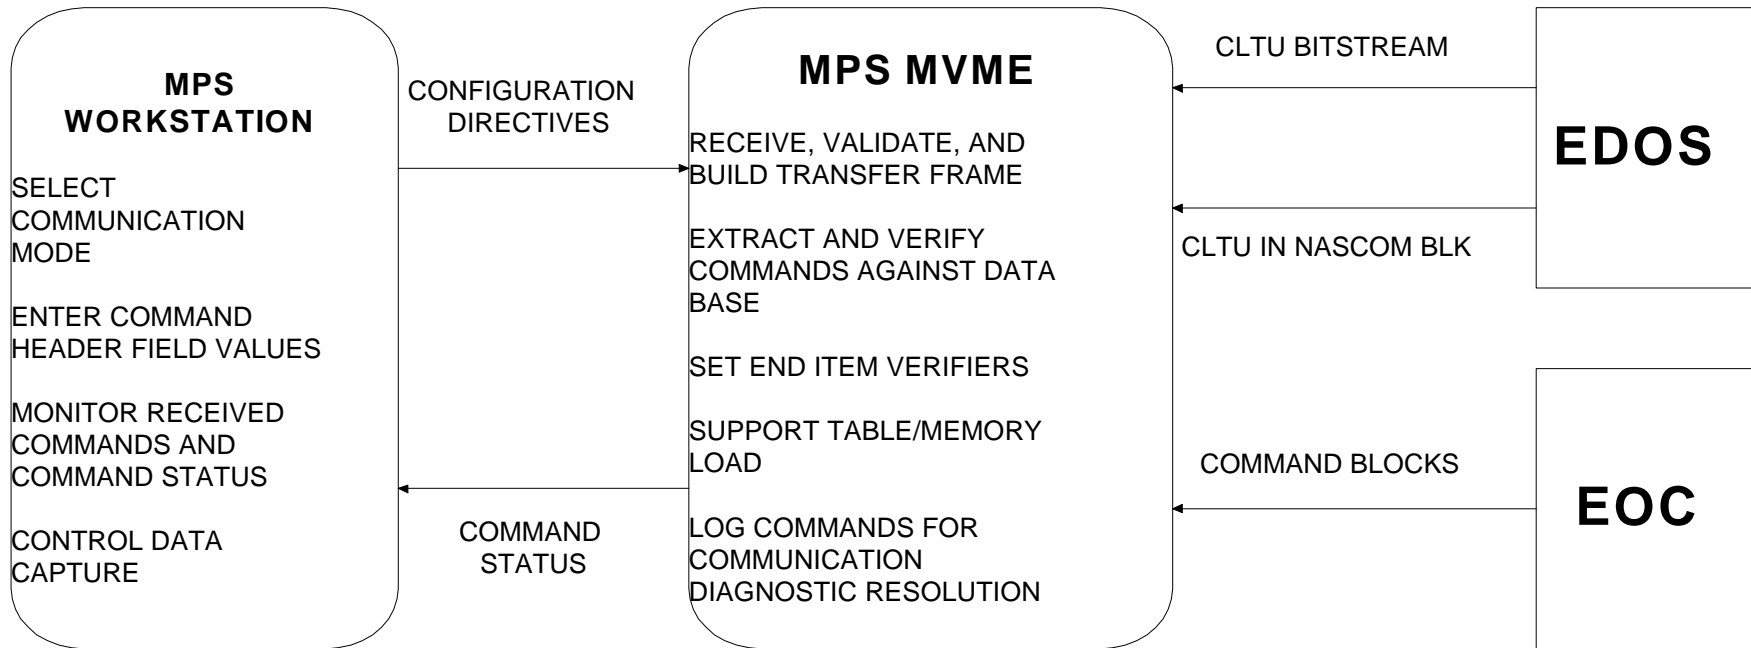 MPS
WORKSTATION
SELECT
COMMUNICATION
MODE
ENTER COMMAND
HEADER FIELD VALUES
MONITOR RECEIVED
COMMANDS AND
COMMAND STATUS
CONTROL DATA
CAPTURE
CONFIGURATION
DIRECTIVES
COMMAND
STATUS
MPS MVME
RECEIVE, VALIDATE, AND
BUILD TRANSFER FRAME
EXTRACT AND VERIFY
COMMANDS AGAINST DATA
BASE
SET END ITEM VERIFIERS
SUPPORT TABLE/MEMORY
LOAD
LOG COMMANDS FOR
COMMUNICATION
DIAGNOSTIC RESOLUTION
CLTU BITSTREAM
CLTU IN NASCOM BLK
COMMAND BLOCKS
EDOS
EOC